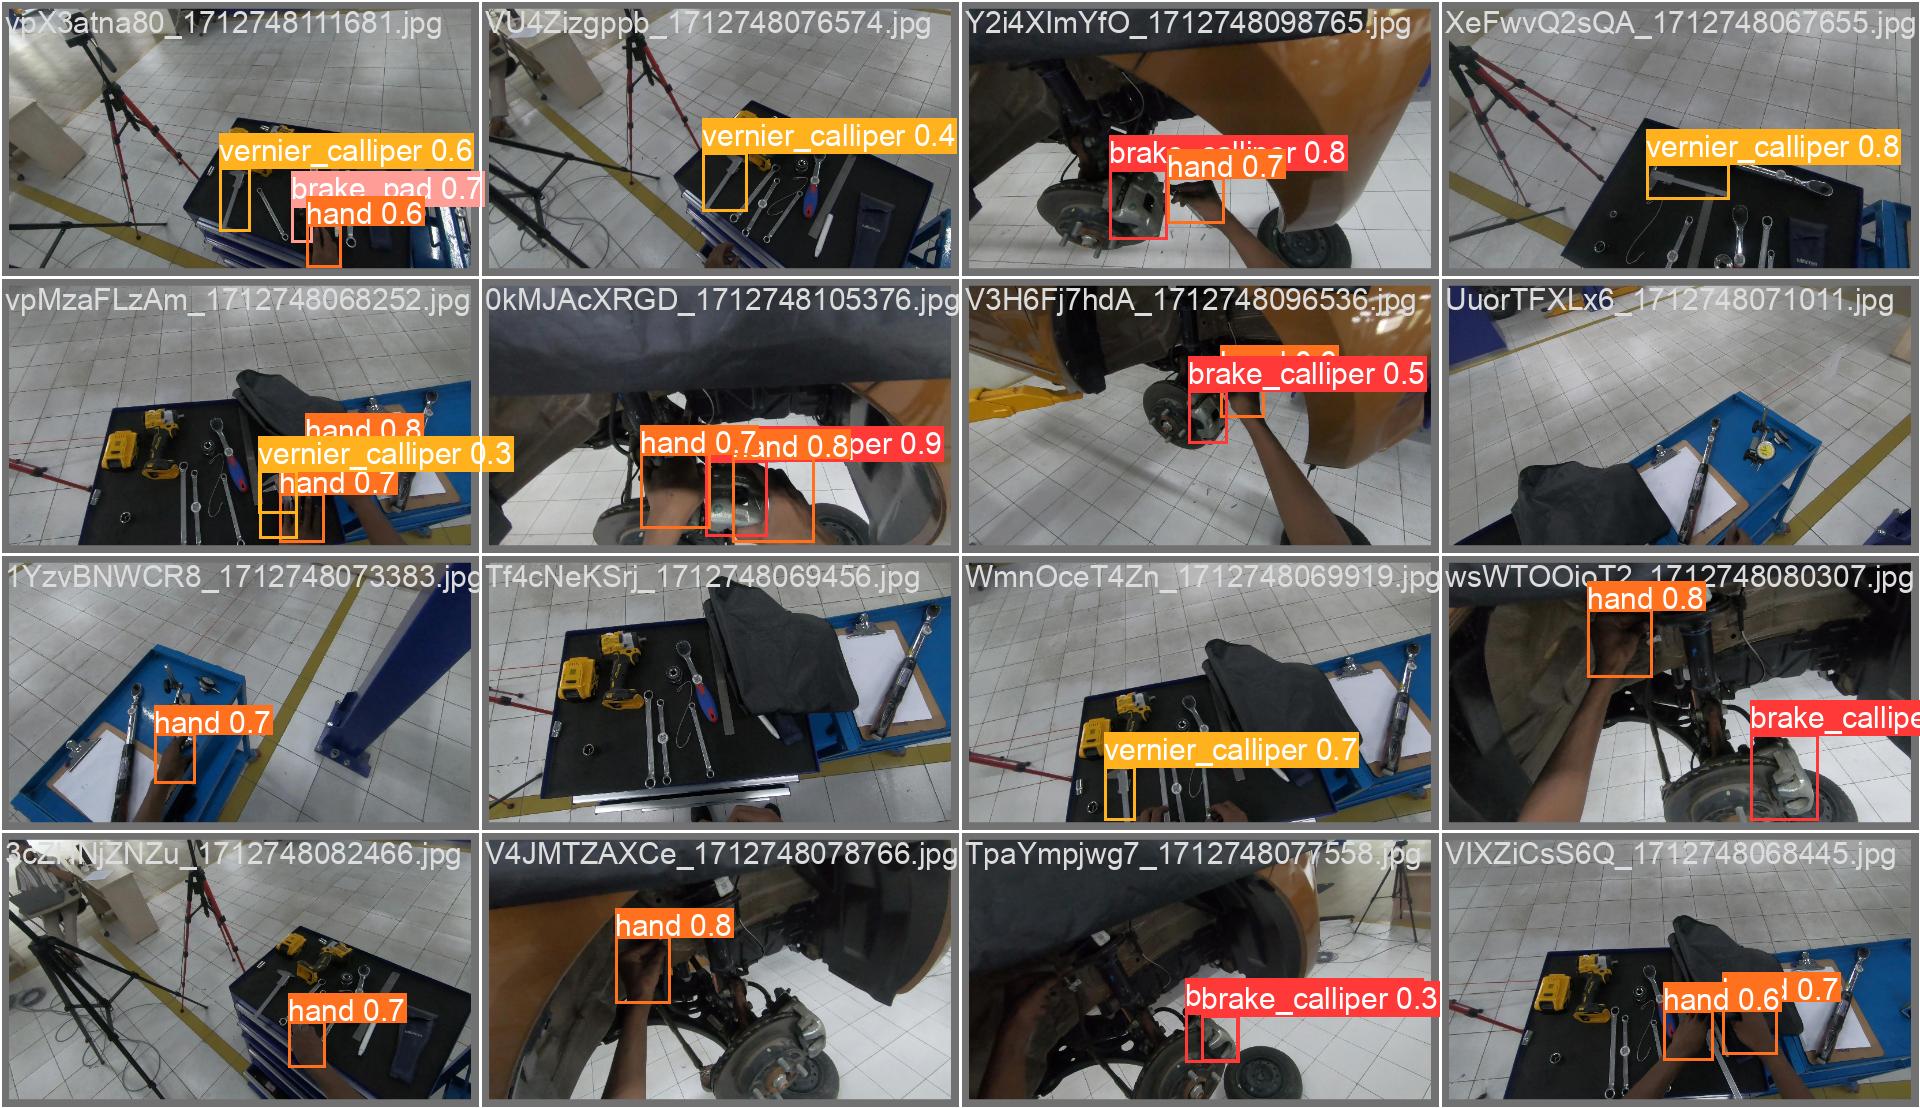 vpX3atna80_1712748111681.jpg
vernier_calliper 0.6
brake_pad 0.7
hand 0.6
VU4Zizgppb_1712748076574.jpg
vernier_calliper 0.4
Y2i4XImYfO_1712748098765.jpg
brake_calliper 0.8
hand 0.7
XeFwvQ2sQA_1712748067655.jpg
vernier_calliper 0.8
vpMzaFLzAm_1712748068252.jpg
hand 0.8
vernier_calliper 0.3
hand 0.7
0kMJAcXRGD_1712748105376.jpg
hand 0.7
hand 0.8
per 0.9
V3H6Fj7hdA_1712748096536.jpg
brake_calliper 0.5
UuorTFXLx6_1712748071011.jpg
1YzvBNWCR8_1712748073383.jpg
hand 0.7
Tf4cNeKSrj_1712748069456.jpg
WmnOceT4Zn_1712748069919.jpg
vernier_calliper 0.7
wsWTOOioT2_1712748080307.jpg
hand 0.8
brake_callipe
3cZHNjZNZu_1712748082466.jpg
hand 0.7
V4JMTZAXCe_1712748078766.jpg
hand 0.8
TpaYmpjwg7_1712748077558.jpg
b
brake_calliper 0.3
VIXZiCsS6Q_1712748068445.jpg
hand 0.6
d 0.7